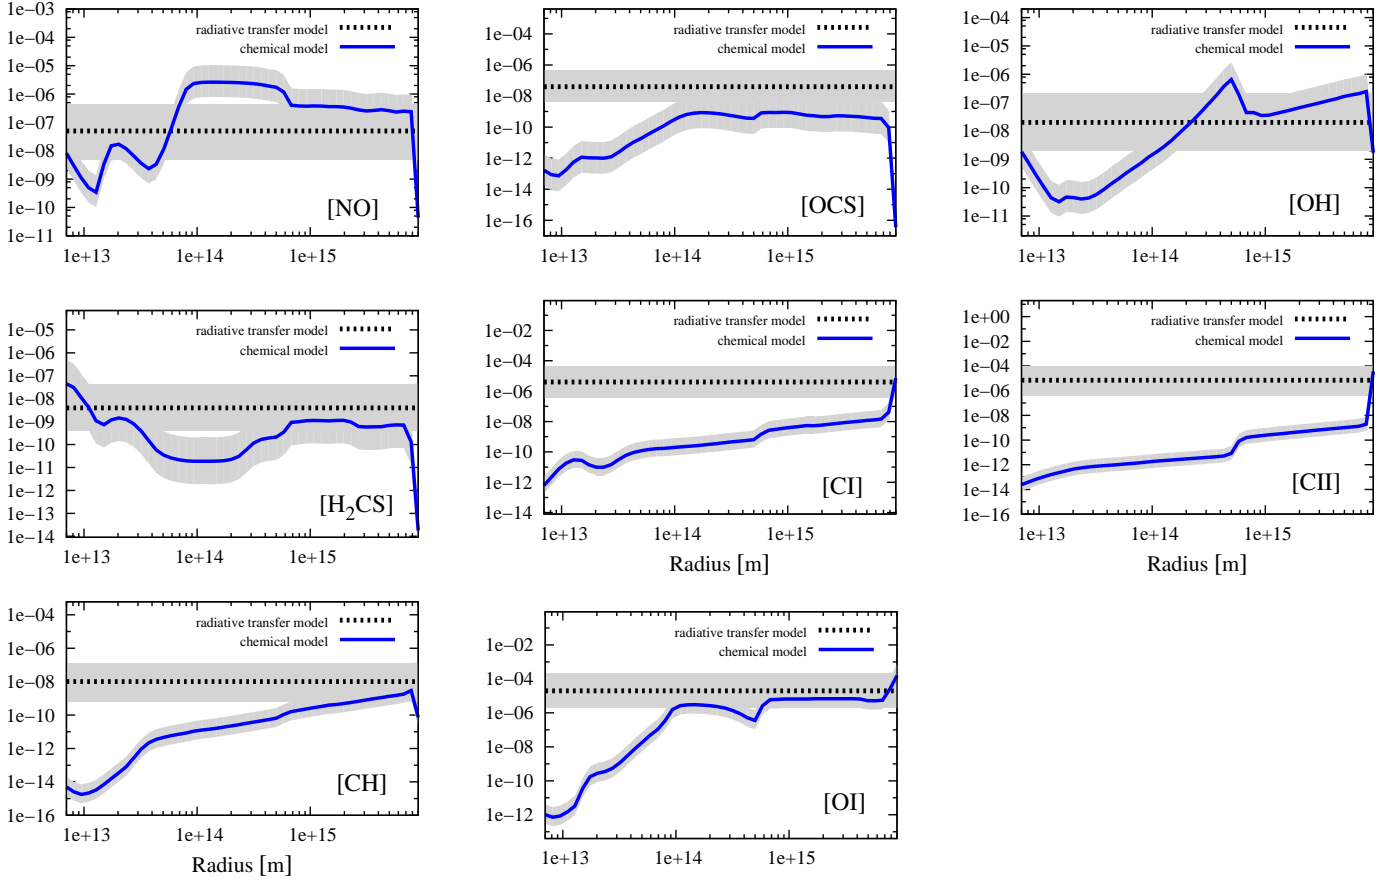 1e−03
1e−04
1e−05
1e−06
1e−07
1e−08
1e−09
1e−10
1e−11
radiative transfer model
chemical model
[NO]
1e+13 1e+14 1e+15
1e−04
1e−06
1e−08
1e−10
1e−12
1e−14
1e−16
radiative transfer model
chemical model
[OCS]
1e+13 1e+14 1e+15
1e−04
1e−05
1e−06
1e−07
1e−08
1e−09
1e−10
1e−11
radiative transfer model
chemical model
[OH]
1e+13 1e+14 1e+15
1e−05
1e−06
1e−07
1e−08
1e−09
1e−10
1e−11
1e−12
1e−13
1e−14
radiative transfer model
chemical model
[H2CS]
1e+13 1e+14 1e+15
1e−02
1e−04
1e−06
1e−08
1e−10
1e−12
1e−14
radiative transfer model
chemical model
[CI]
1e+13 1e+14 1e+15
Radius [m]
1e+00
1e−02
1e−04
1e−06
1e−08
1e−10
1e−12
1e−14
1e−16
radiative transfer model
chemical model
[CII]
1e+13 1e+14 1e+15
Radius [m]
1e−04
1e−06
1e−08
1e−10
1e−12
1e−14
1e−16
radiative transfer model
chemical model
[CH]
1e+13 1e+14 1e+15
Radius [m]
1e−02
1e−04
1e−06
1e−08
1e−10
1e−12
radiative transfer model
chemical model
[OI]
1e+13 1e+14 1e+15